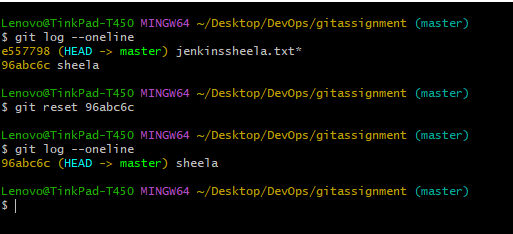 Lenovo@TinkPad-T450 MINGW64 ~/Desktop/DevOps/gitassignment (master)
$ git log --oneline
e557798 (HEAD -> master) jenkinssheela.txt*
96abc6c sheela
Lenovo@TinkPad-T450 MINGW64 ~/Desktop/DevOps/gitassignment (master)
$ git reset 96abc6c
Lenovo@TinkPad-T450 MINGW64 ~/Desktop/DevOps/gitassignment (master)
$ git log --oneline
96abc6c (HEAD -> master) sheela
Lenovo@TinkPad-T450 MINGW64 ~/Desktop/DevOps/gitassignment (master)
$